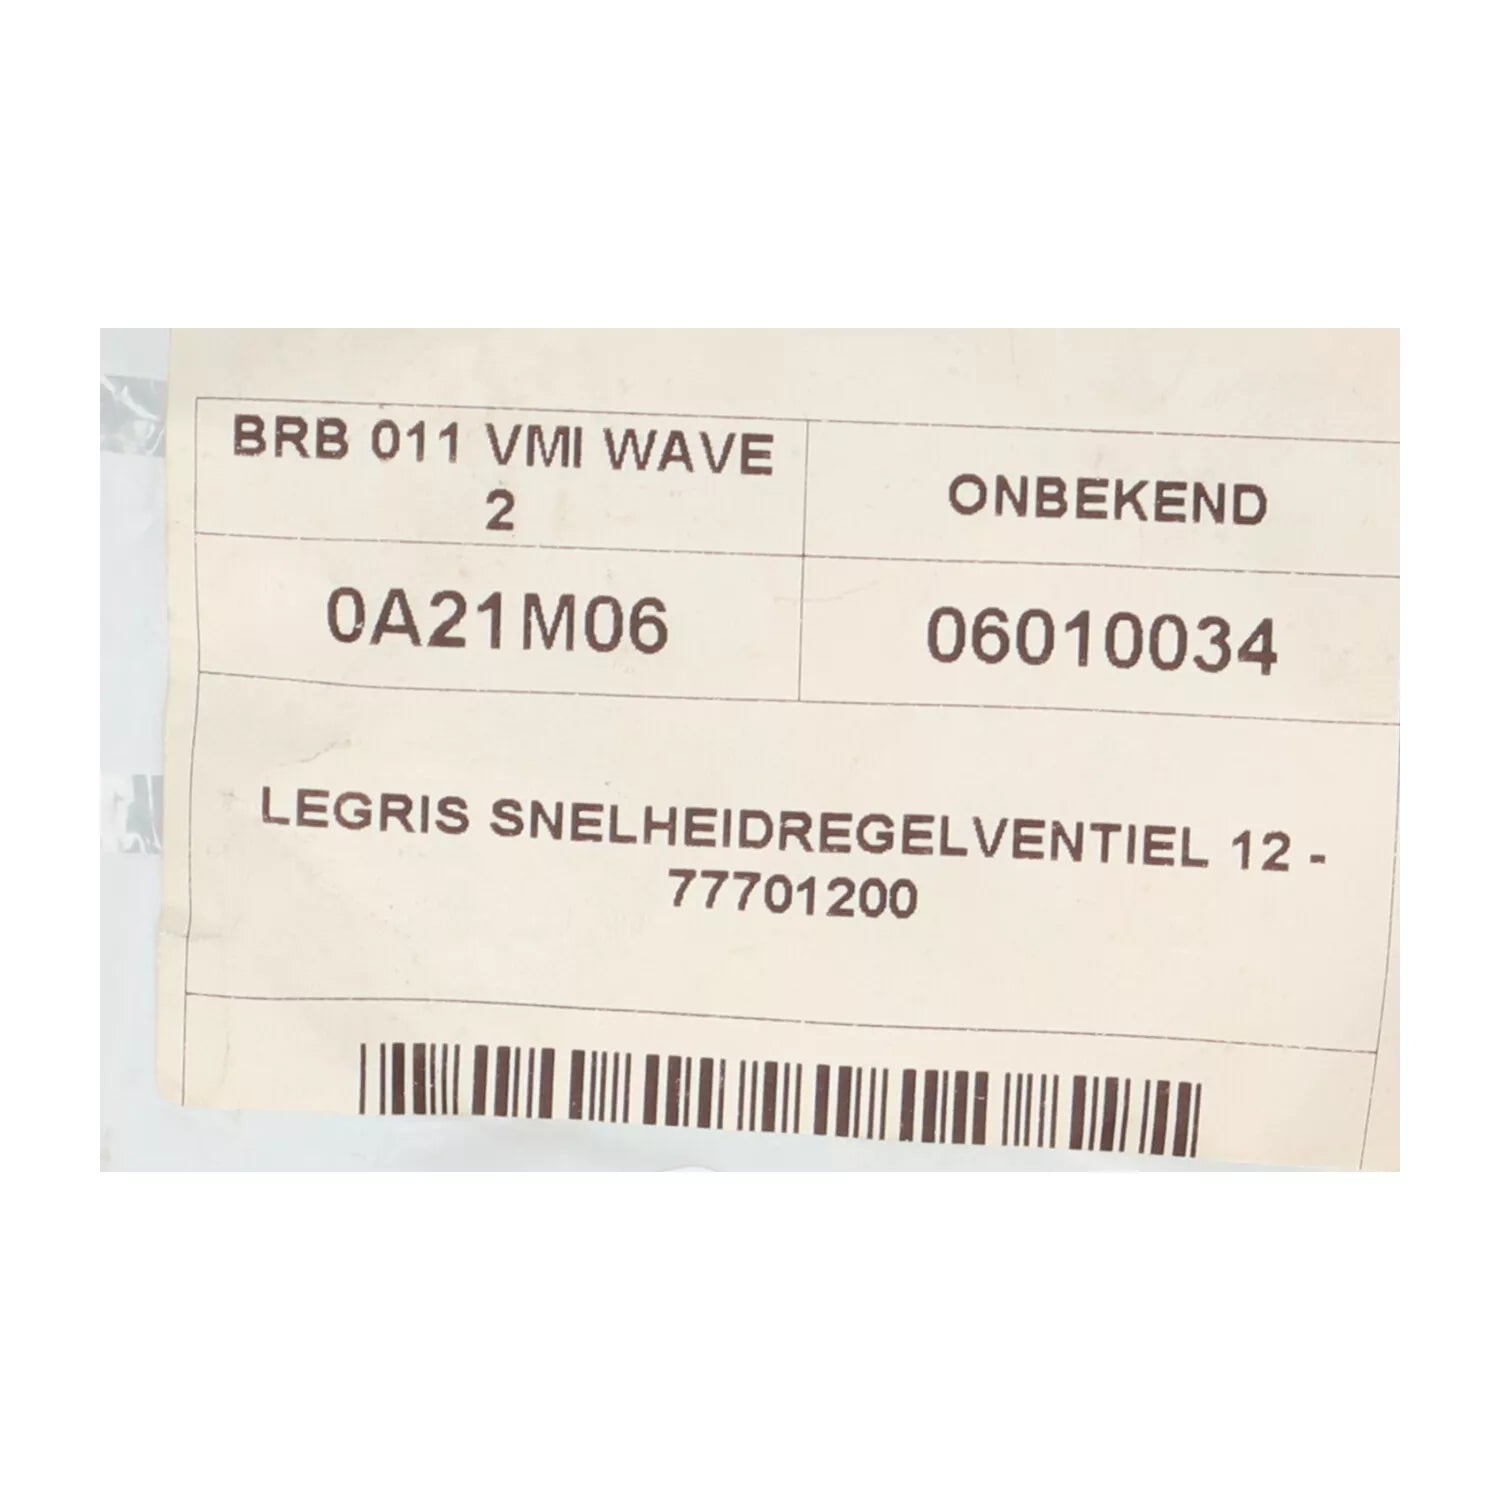 BRB 011 VMI WAVE
2
ONBEKEND
0A21M06
06010034
LEGRIS SNELHEIDREGELVENTIEL 12 -
77701200